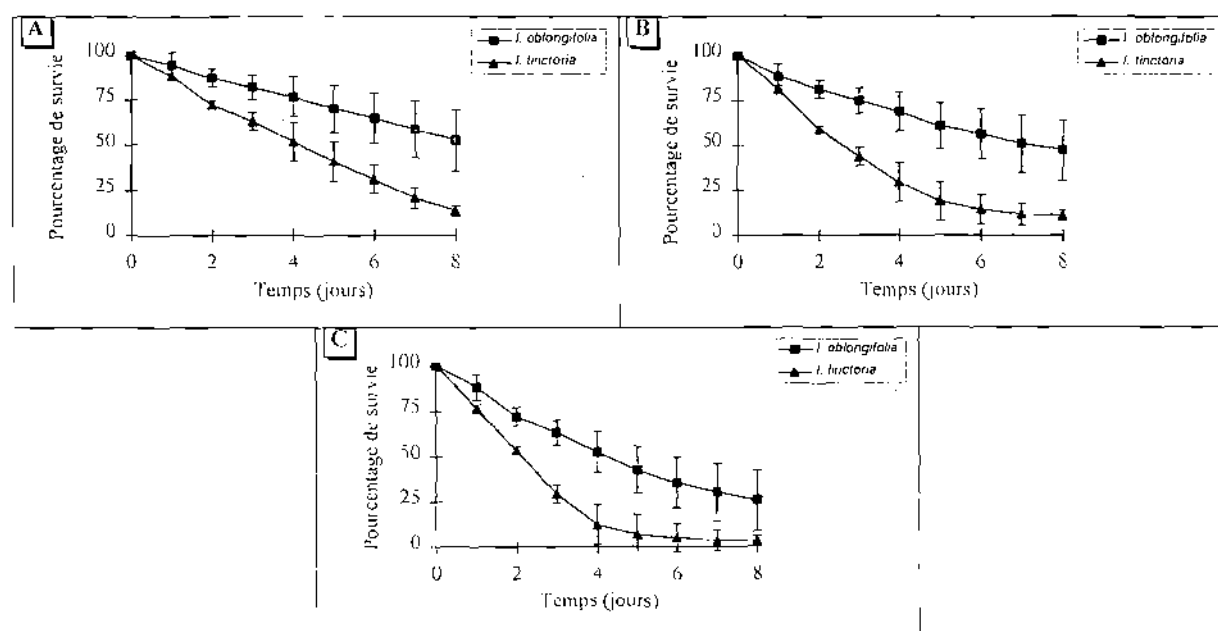 A
I. oblongifolia
I. tinctoria
Pourcentage de survie
100
75
50
25
0
0 2 4 6 8
Temps (jours)
B
I. oblongifolia
I. tinctoria
Pourcentage de survie
100
75
50
25
0
0 2 4 6 8
Temps (jours)
C
I. oblongifolia
I. tinctoria
Pourcentage de survie
100
75
50
25
0
0 2 4 6 8
Temps (jours)